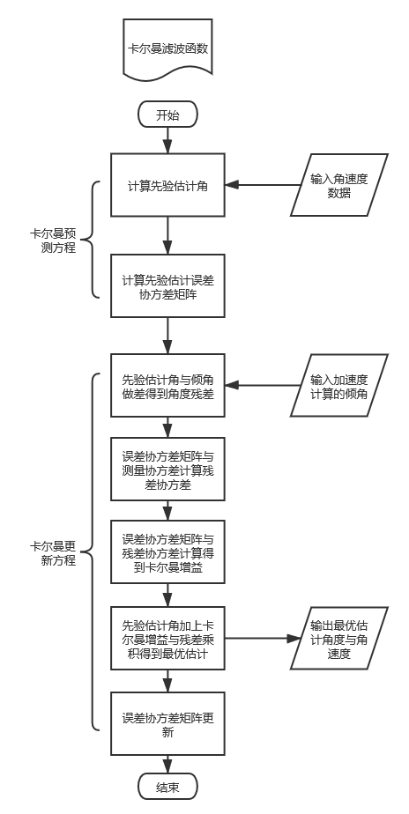 卡尔曼滤波函数
开始
计算先验估计角
输入角速度
数据
卡尔曼预
测方程
计算先验估计误差
协方差矩阵
先验估计角与倾角
做差得到角度残差
输入加速度
计算的倾角
误差协方差矩阵与
测量协方差计算残
差协方差
误差协方差矩阵与
残差协方差计算得
到卡尔曼增益
卡尔曼更
新方程
先验估计角加上卡
尔曼增益与残差乘
积得到最优估计
输出最优估
计角度与角
速度
误差协方差矩阵更
新
结束